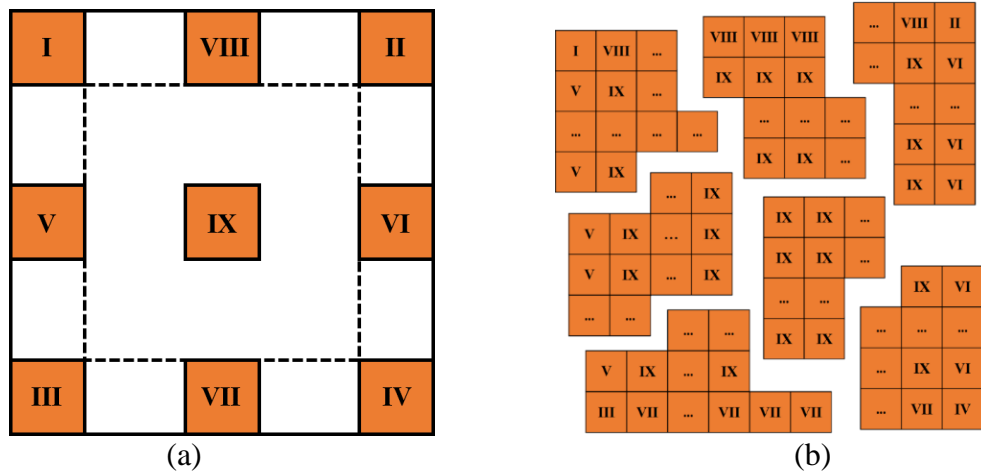 I VIII II
V IX VI
III VII IV
(a)
I VIII ...
V IX ...
... ... ... ...
V IX
VIII VIII VIII
IX IX IX
... ... ...
IX IX ...
... VIII II
... IX VI
... ...
IX VI
IX VI
... IX
V IX ... IX
V IX ... IX
... ...
IX IX ...
IX IX ...
... ...
IX IX
... ...
V IX ... IX
III VII ... VII VII VII
IX VI
... ... ...
... IX VI
... VII IV
(b)